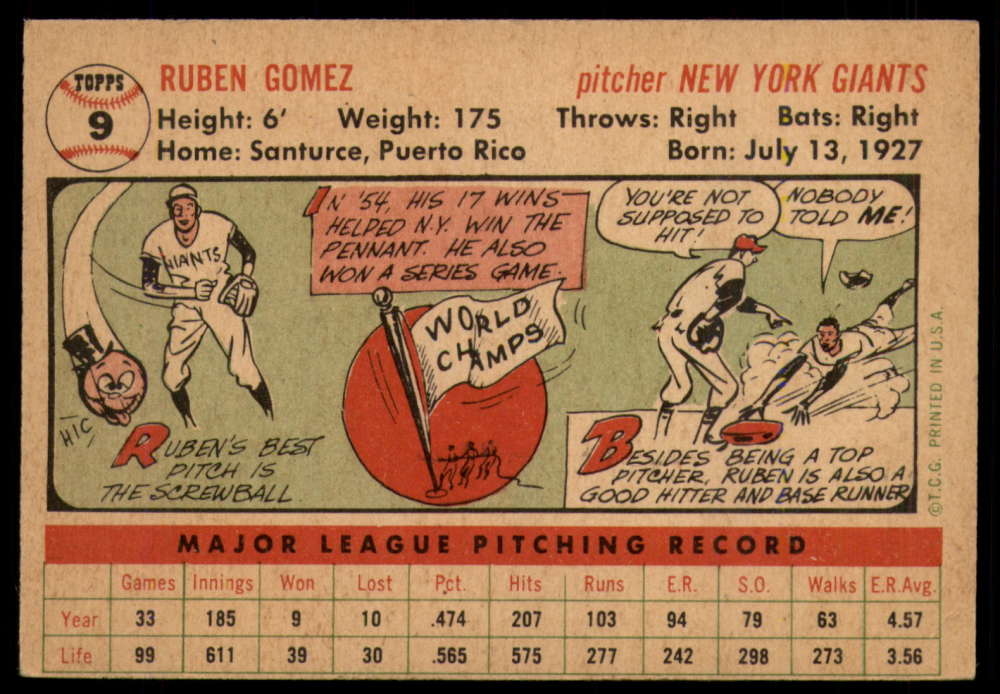 TOPPS
9
RUBEN GOMEZ
pitcher NEW YORK GIANTS
Height: 6' Weight: 175 Throws: Right Bats: Right
Home: Santurce, Puerto Rico Born: July 13, 1927
GIANTS
HIC
RUBEN'S BEST
PITCH IS
THE SCREWBALL.
IN '54, HIS 17 WINS
HELPED N.Y. WIN THE
PENNANT. HE ALSO
WON A SERIES GAME.
WORLD
CHAMPS
YOU'RE NOT
SUPPOSED TO
HIT!
NOBODY
TOLD ME!
BESIDES BEING A TOP
PITCHER, RUBEN IS ALSO A
GOOD HITTER AND BASE RUNNER
©T.C.G. PRINTED IN U.S.A.
MAJOR LEAGUE PITCHING RECORD
Games Innings Won Lost Pct. Hits Runs E.R. S.O. Walks E.R.Avg.
Year 33 185 9 10 .474 207 103 94 79 63 4.57
Life 99 611 39 30 .565 575 277 242 298 273 3.56